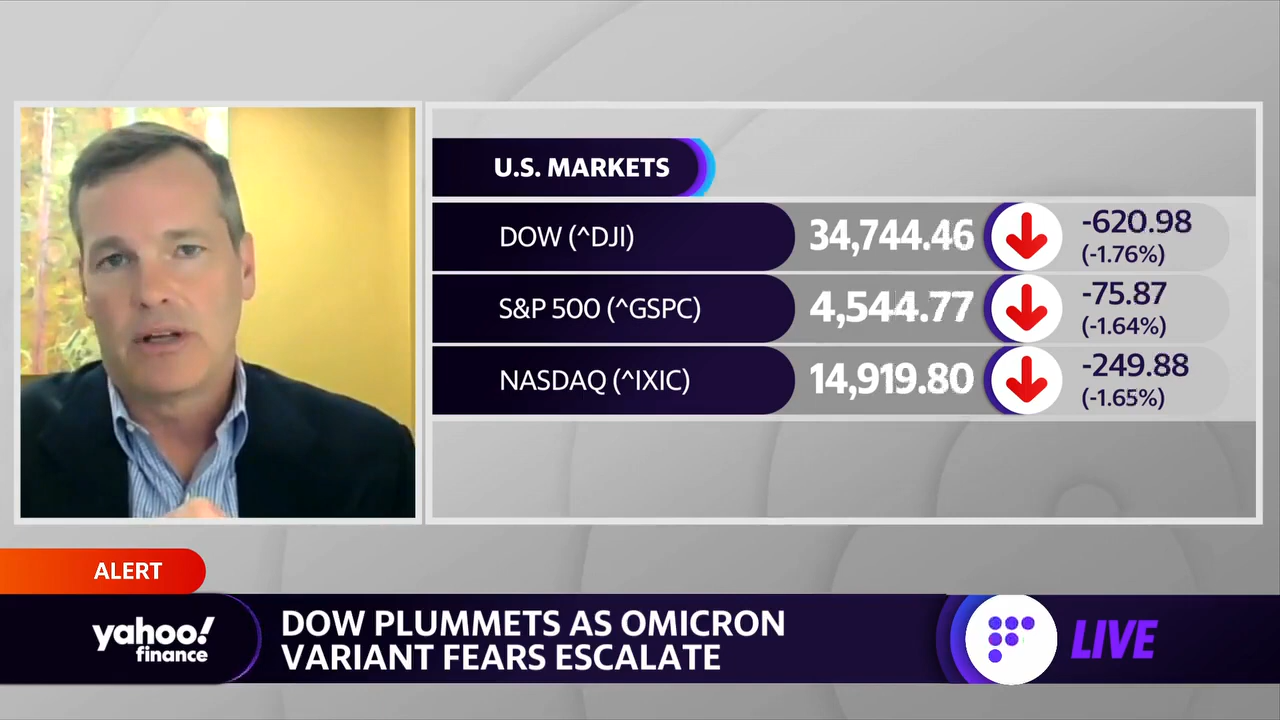 U.S. MARKETS
DOW (^DJI) 34,744.46 -620.98
(-1.76%)
S&P 500 (^GSPC) 4,544.77 -75.87
(-1.64%)
NASDAQ (^IXIC) 14,919.80 -249.88
(-1.65%)
ALERT
yahoo!
finance
DOW PLUMMETS AS OMICRON
VARIANT FEARS ESCALATE
LIVE